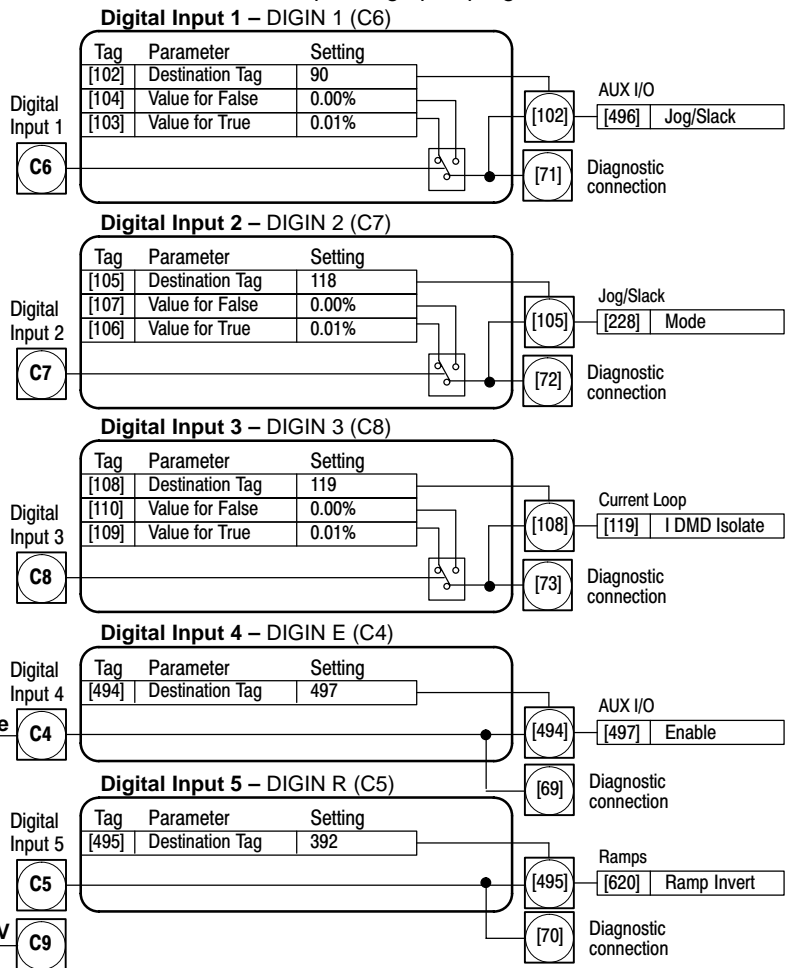 Digital Input 1 – DIGIN 1 (C6)
Tag Parameter Setting
[102] Destination Tag 90
[104] Value for False 0.00%
[103] Value for True 0.01%
Digital
Input 1
C6
[102]
AUX I/O
[496] Jog/Slack
[71]
Diagnostic
connection
Digital Input 2 – DIGIN 2 (C7)
Tag Parameter Setting
[105] Destination Tag 118
[107] Value for False 0.00%
[106] Value for True 0.01%
Digital
Input 2
C7
[105]
Jog/Slack
[228] Mode
[72]
Diagnostic
connection
Digital Input 3 – DIGIN 3 (C8)
Tag Parameter Setting
[108] Destination Tag 119
[110] Value for False 0.00%
[109] Value for True 0.01%
Digital
Input 3
C8
[108]
Current Loop
[119] I DMD Isolate
[73]
Diagnostic
connection
Digital Input 4 – DIGIN E (C4)
Tag Parameter Setting
[494] Destination Tag 497
Digital
Input 4
e
C4
[494]
AUX I/O
[497] Enable
[69]
Diagnostic
connection
Digital Input 5 – DIGIN R (C5)
Tag Parameter Setting
[495] Destination Tag 392
Digital
Input 5
C5
[495]
Ramps
[620] Ramp Invert
[70]
Diagnostic
connection
V
C9